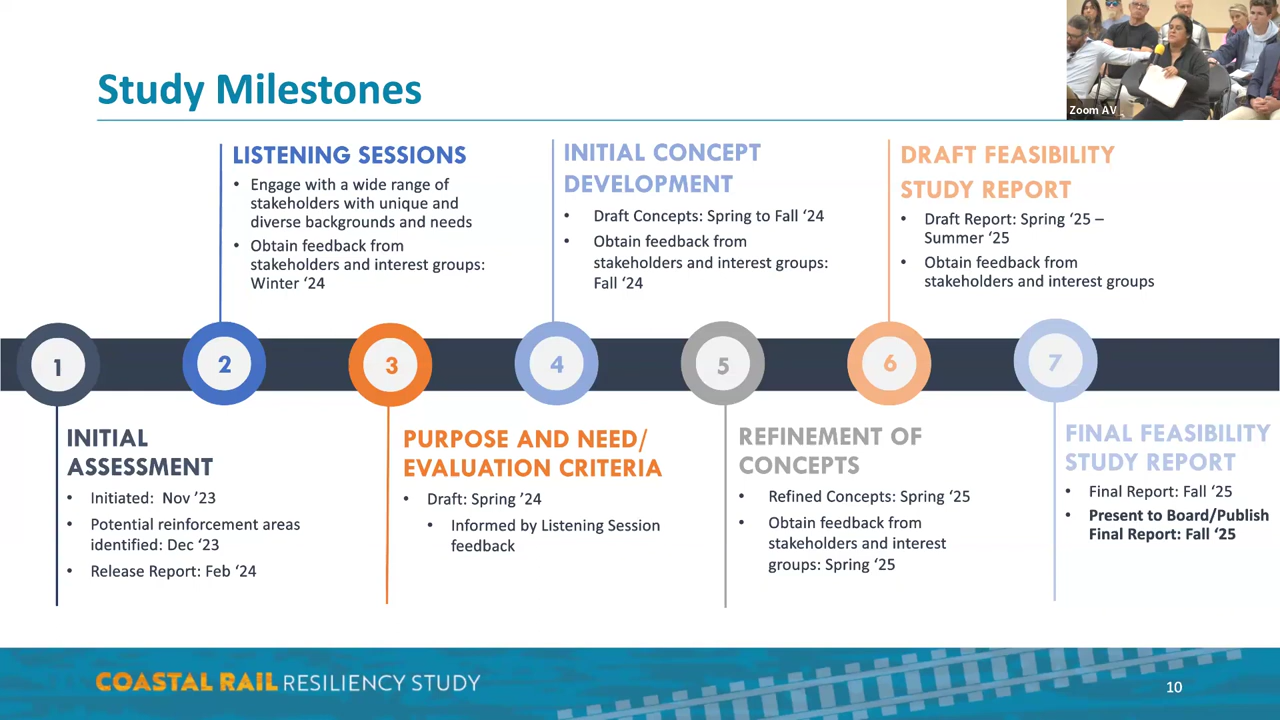 Study Milestones
Zoom AV
LISTENING SESSIONS
• Engage with a wide range of
stakeholders with unique and
diverse backgrounds and needs
• Obtain feedback from
stakeholders and interest groups:
Winter ‘24
INITIAL CONCEPT
DEVELOPMENT
• Draft Concepts: Spring to Fall ‘24
• Obtain feedback from
stakeholders and interest groups:
Fall ‘24
DRAFT FEASIBILITY
STUDY REPORT
• Draft Report: Spring ‘25 –
Summer ‘25
• Obtain feedback from
stakeholders and interest groups
1
2
3
4
5
6
7
INITIAL
ASSESSMENT
• Initiated: Nov ’23
• Potential reinforcement areas
identified: Dec ‘23
• Release Report: Feb ‘24
PURPOSE AND NEED/
EVALUATION CRITERIA
• Draft: Spring ’24
• Informed by Listening Session
feedback
REFINEMENT OF
CONCEPTS
• Refined Concepts: Spring ’25
• Obtain feedback from
stakeholders and interest
groups: Spring ’25
FINAL FEASIBILITY
STUDY REPORT
• Final Report: Fall ‘25
• Present to Board/Publish
Final Report: Fall ‘25
COASTAL RAIL RESILIENCY STUDY
10